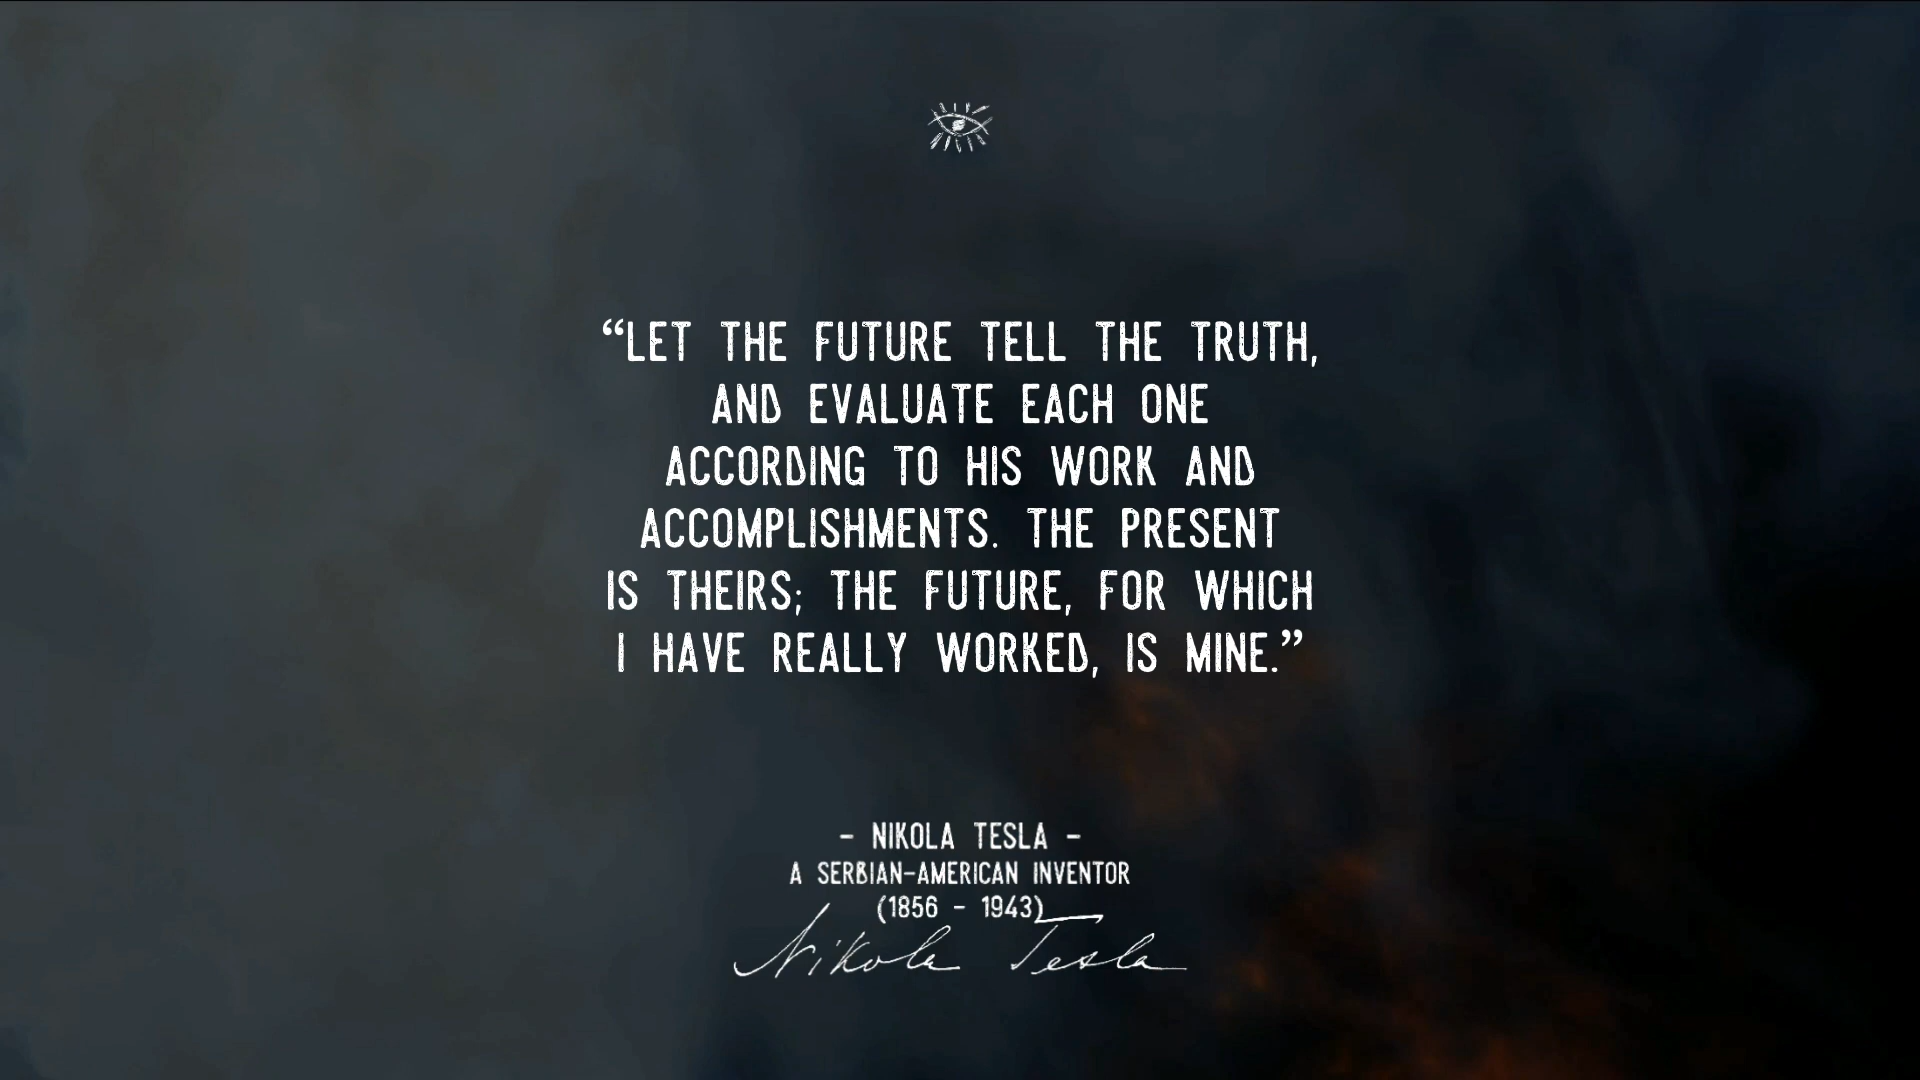 “LET THE FUTURE TELL THE TRUTH,
AND EVALUATE EACH ONE
ACCORDING TO HIS WORK AND
ACCOMPLISHMENTS. THE PRESENT
IS THEIRS; THE FUTURE, FOR WHICH
I HAVE REALLY WORKED, IS MINE.”
- NIKOLA TESLA -
A SERBIAN-AMERICAN INVENTOR
(1856 - 1943)
Nikola Tesla